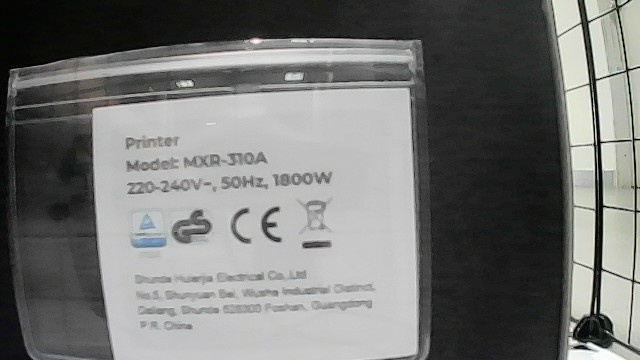 Printer
Model: MXR-310A
220-240V~, 50Hz, 1800W
CE
Shunde Huanjia Electrical Co., Ltd
No.5, Shunyuan Bei, Wusha Industrial District,
Daliang, Shunde 528300 Foshan, Guangdong
P R. China